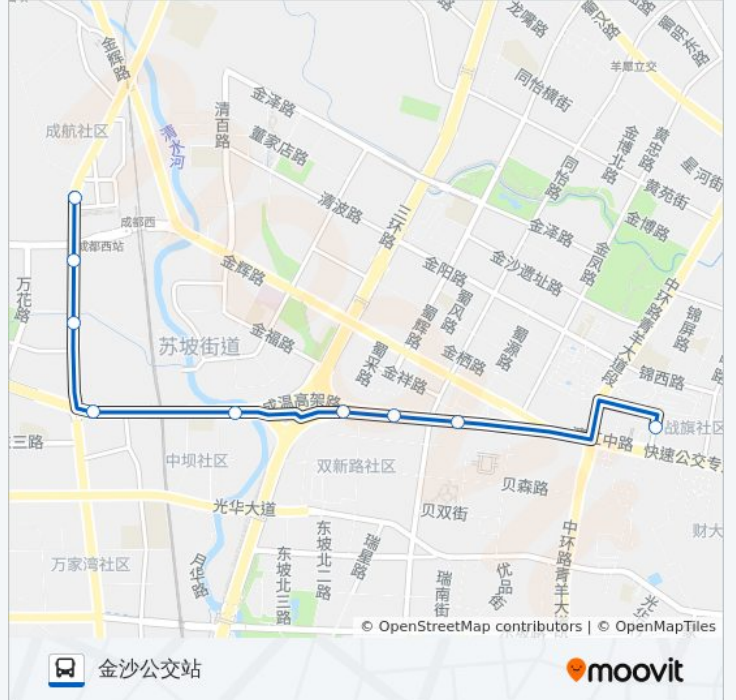 龙嘴路
蜀汉路
蜀明东路
金辉路
羊犀立交
同怡横街
金泽路
清百路
成航社区
清水河
董家店路
金博北路
黄忠路
星河街
同怡路
黄苑街
清波路
三环路
金博路
成都西
成都西站
金泽路
金凤路
金沙遗址路
金阳路
金辉路
万花路
蜀风路
中环路青羊大道段
蜀辉路
锦屏路
金福路
苏坡街道
蜀源路
蜀采路
金栖路
金祥路
锦西路
成温高架路
战旗社区
二三路
中路
快速公交专
中坝社区
双新路社区
贝森路
光华大道
贝双街
财大
万家湾社区
东坡北二路
东坡北三路
瑞星路
瑞南街
优品街
中环路青羊大
© OpenStreetMap contributors | © OpenMapTiles
金沙公交站
moovit